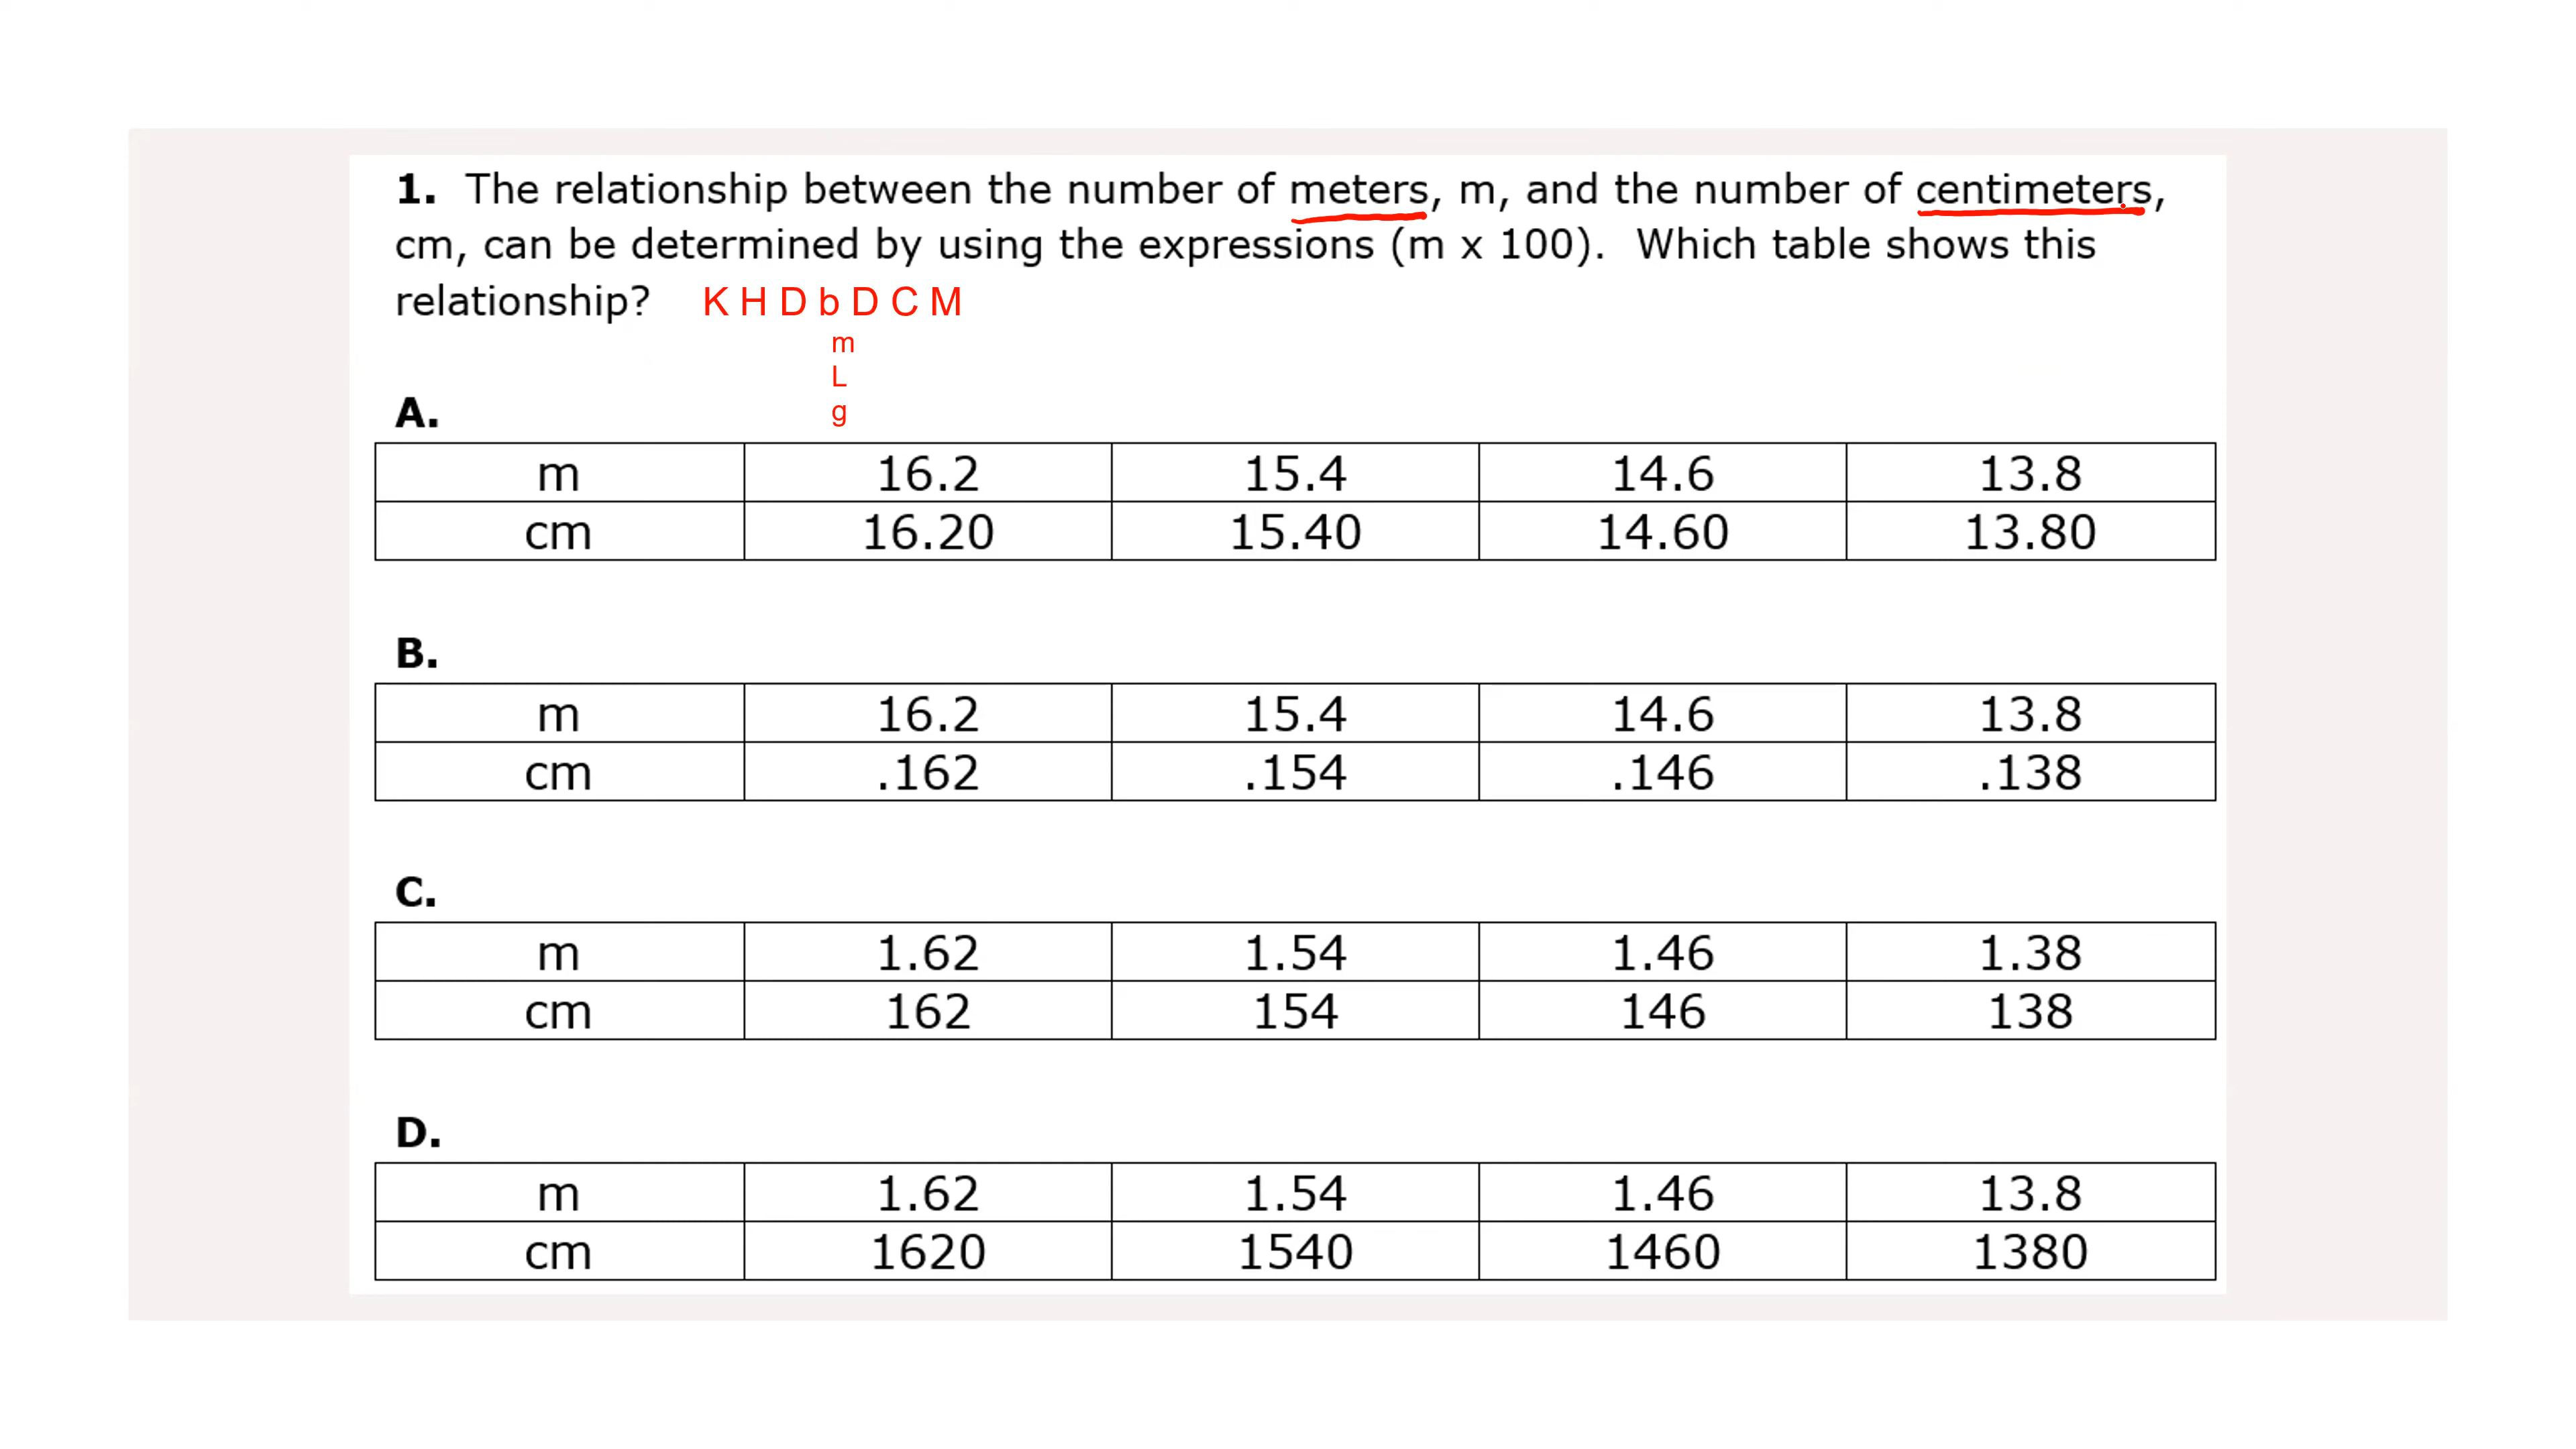 1. The relationship between the number of meters, m, and the number of centimeters,
cm, can be determined by using the expressions (m x 100). Which table shows this
relationship? K H D b D C M
m
L
g
A.
m 16.2 15.4 14.6 13.8
cm 16.20 15.40 14.60 13.80
B.
m 16.2 15.4 14.6 13.8
cm .162 .154 .146 .138
C.
m 1.62 1.54 1.46 1.38
cm 162 154 146 138
D.
m 1.62 1.54 1.46 13.8
cm 1620 1540 1460 1380